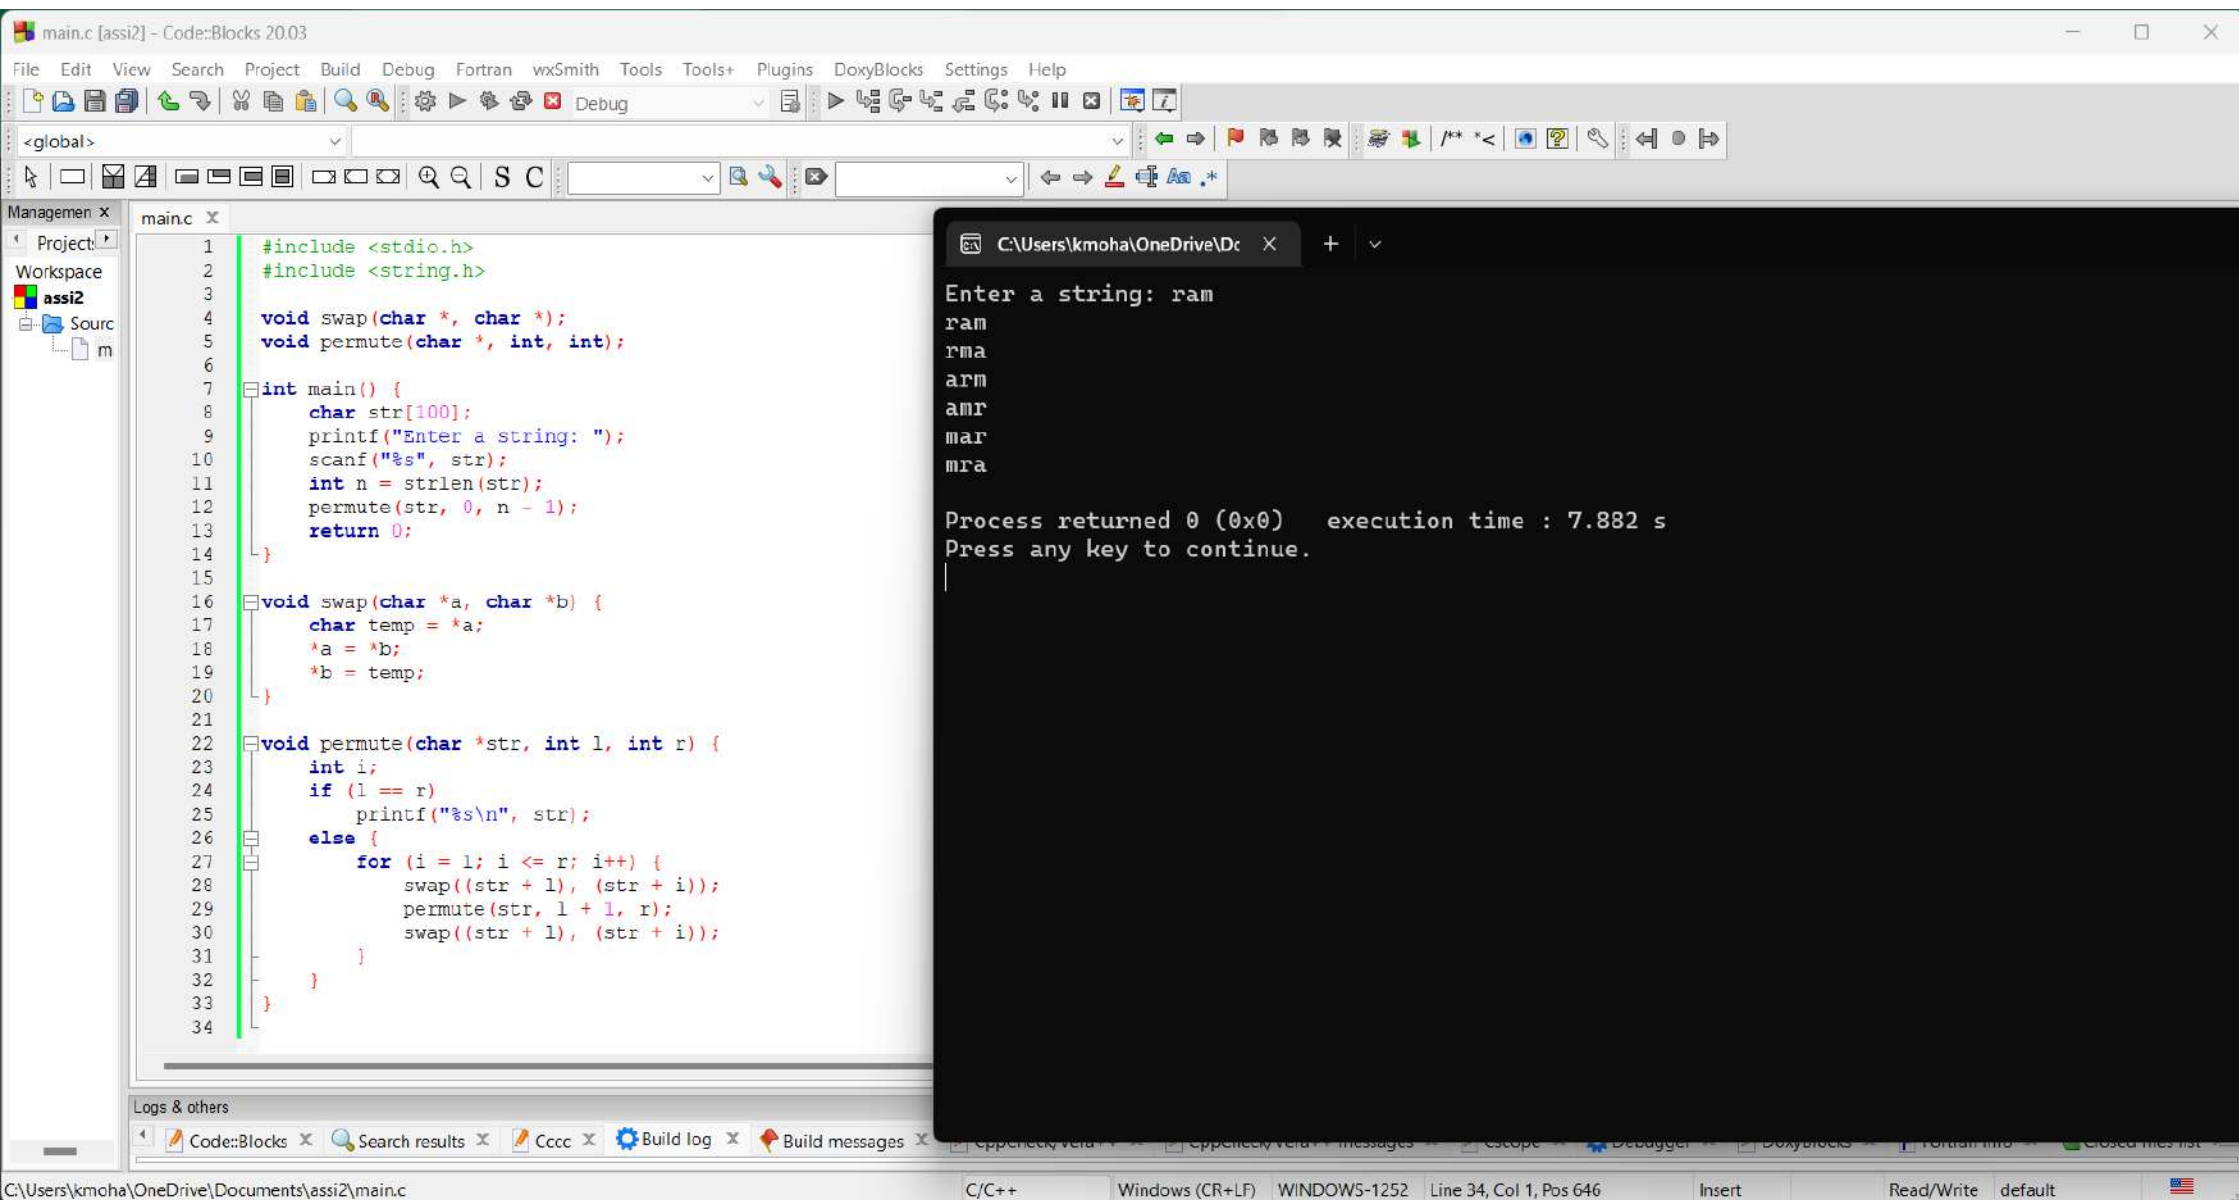 main.c [assi2] - Code::Blocks 20.03
File Edit View Search Project Build Debug Fortran wxSmith Tools Tools+ Plugins DoxyBlocks Settings Help
Debug
<global>
/** *<
S C
Managemen
Projects
Workspace
assi2
Sourc
m
main.c
1 #include <stdio.h>
2 #include <string.h>
3
4 void swap(char *, char *);
5 void permute(char *, int, int);
6
7 int main() {
8     char str[100];
9     printf("Enter a string: ");
10     scanf("%s", str);
11     int n = strlen(str);
12     permute(str, 0, n - 1);
13     return 0;
14 }
15
16 void swap(char *a, char *b) {
17     char temp = *a;
18     *a = *b;
19     *b = temp;
20 }
21
22 void permute(char *str, int l, int r) {
23     int i;
24     if (l == r)
25         printf("%s\n", str);
26     else {
27         for (i = l; i <= r; i++) {
28             swap((str + l), (str + i));
29             permute(str, l + 1, r);
30             swap((str + l), (str + i));
31         }
32     }
33 }
34
C:\Users\kmoha\OneDrive\Dc
Enter a string: ram
ram
rma
arm
amr
mar
mra
Process returned 0 (0x0)   execution time : 7.882 s
Press any key to continue.
Logs & others
Code::Blocks Search results Cccc Build log Build messages
C:\Users\kmoha\OneDrive\Documents\assi2\main.c C/C++ Windows (CR+LF) WINDOWS-1252 Line 34, Col 1, Pos 646 Insert Read/Write default